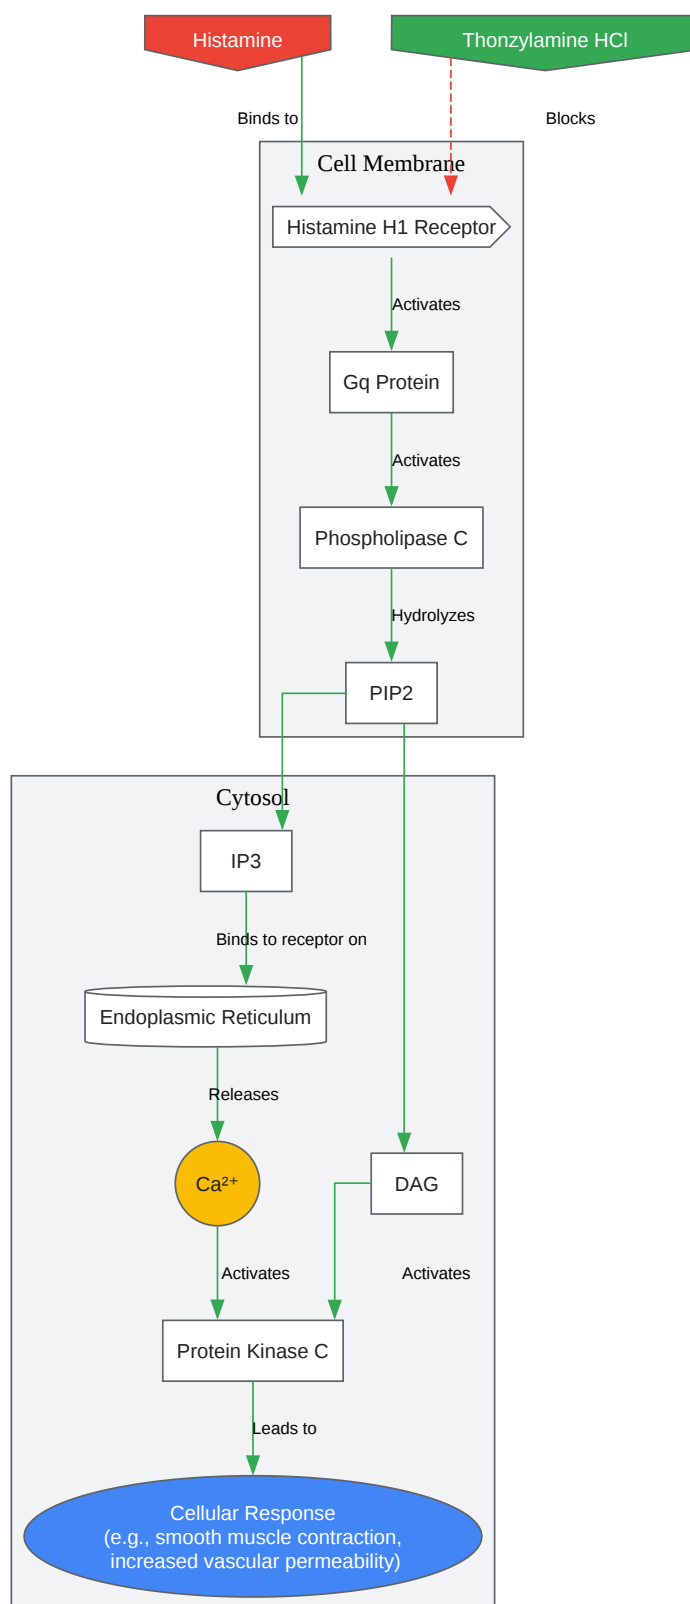 Histamine
Thonzylamine HCl
Binds to
Blocks
Cell Membrane
Histamine H1 Receptor
Activates
Gq Protein
Activates
Phospholipase C
Hydrolyzes
PIP2
Cytosol
IP3
Binds to receptor on
Endoplasmic Reticulum
Releases
Ca²⁺
DAG
Activates
Activates
Protein Kinase C
Leads to
Cellular Response
(e.g., smooth muscle contraction,
increased vascular permeability)